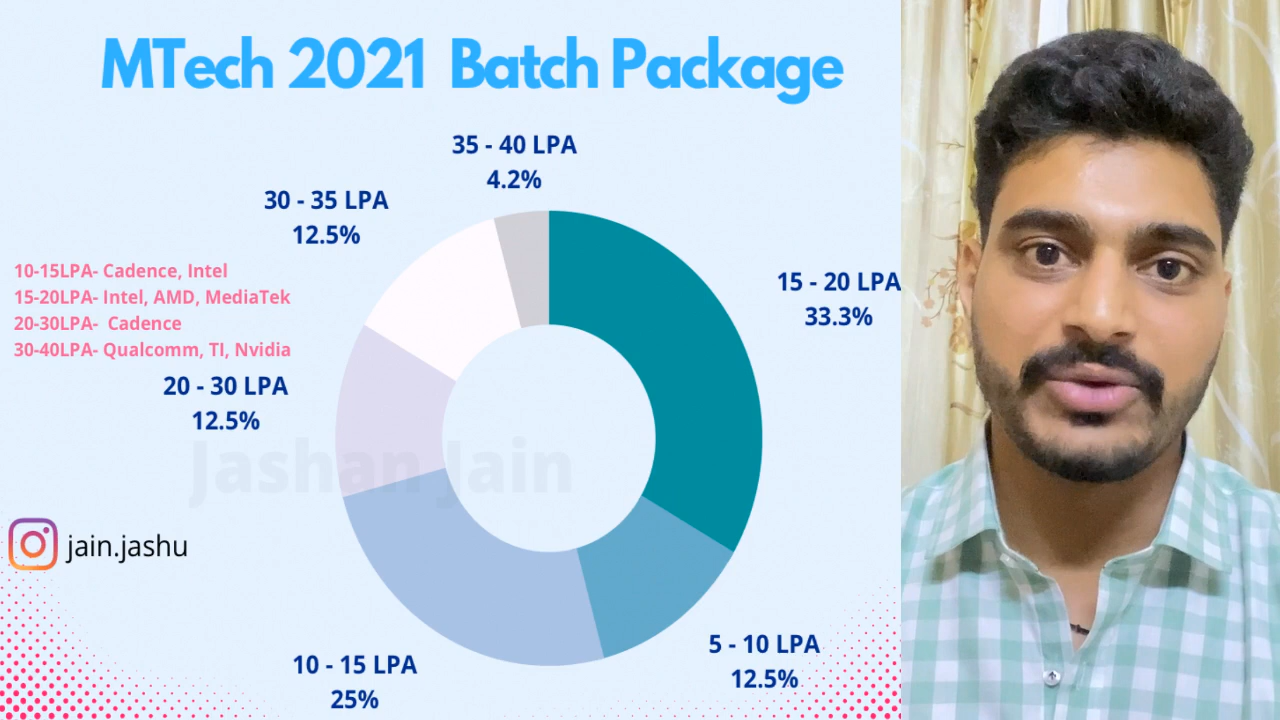 MTech 2021 Batch Package
35 - 40 LPA
4.2%
30 - 35 LPA
12.5%
10-15LPA- Cadence, Intel
15-20LPA- Intel, AMD, MediaTek
20-30LPA-  Cadence
30-40LPA- Qualcomm, TI, Nvidia
15 - 20 LPA
33.3%
20 - 30 LPA
12.5%
Jashan Jain
jain.jashu
5 - 10 LPA
12.5%
10 - 15 LPA
25%